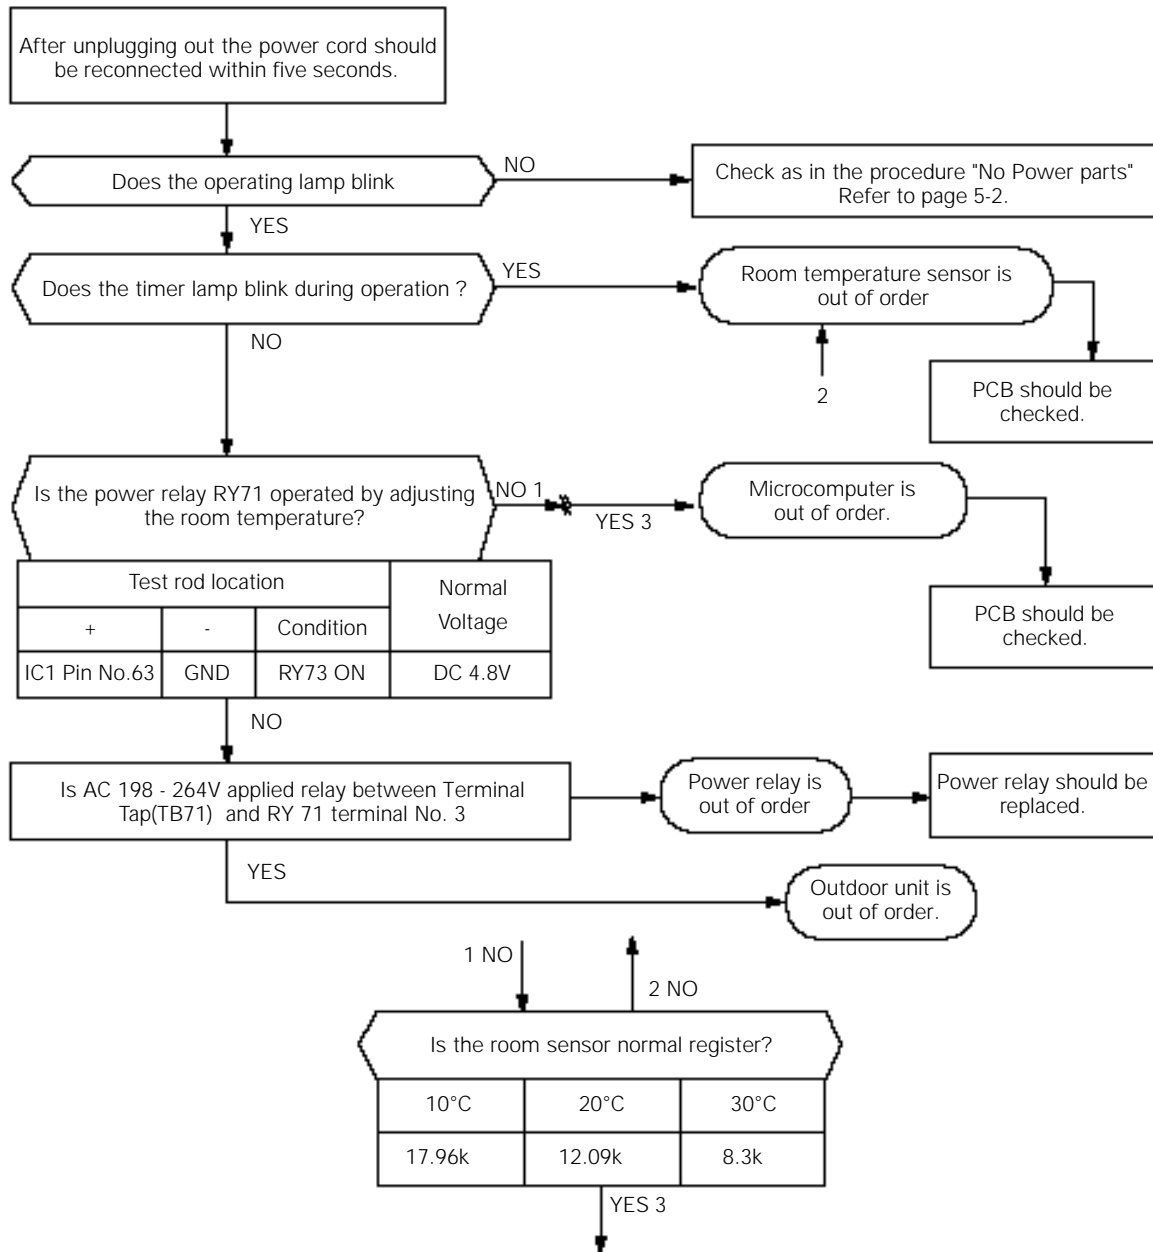 After unplugging out the power cord should
be reconnected within five seconds.
Does the operating lamp blink
NO
Check as in the procedure "No Power parts"
Refer to page 5-2.
YES
Does the timer lamp blink during operation ?
YES
Room temperature sensor is
out of order
NO
2
PCB should be
checked.
Is the power relay RY71 operated by adjusting
the room temperature?
NO 1
YES 3
Microcomputer is
out of order.
PCB should be
checked.
Test rod location
Normal
Voltage
+
-
Condition
IC1 Pin No.63
GND
RY73 ON
DC 4.8V
NO
Is AC 198 - 264V applied relay between Terminal
Tap(TB71) and RY 71 terminal No. 3
Power relay is
out of order
Power relay should be
replaced.
YES
Outdoor unit is
out of order.
1 NO
2 NO
Is the room sensor normal register?
10°C
20°C
30°C
17.96k
12.09k
8.3k
YES 3